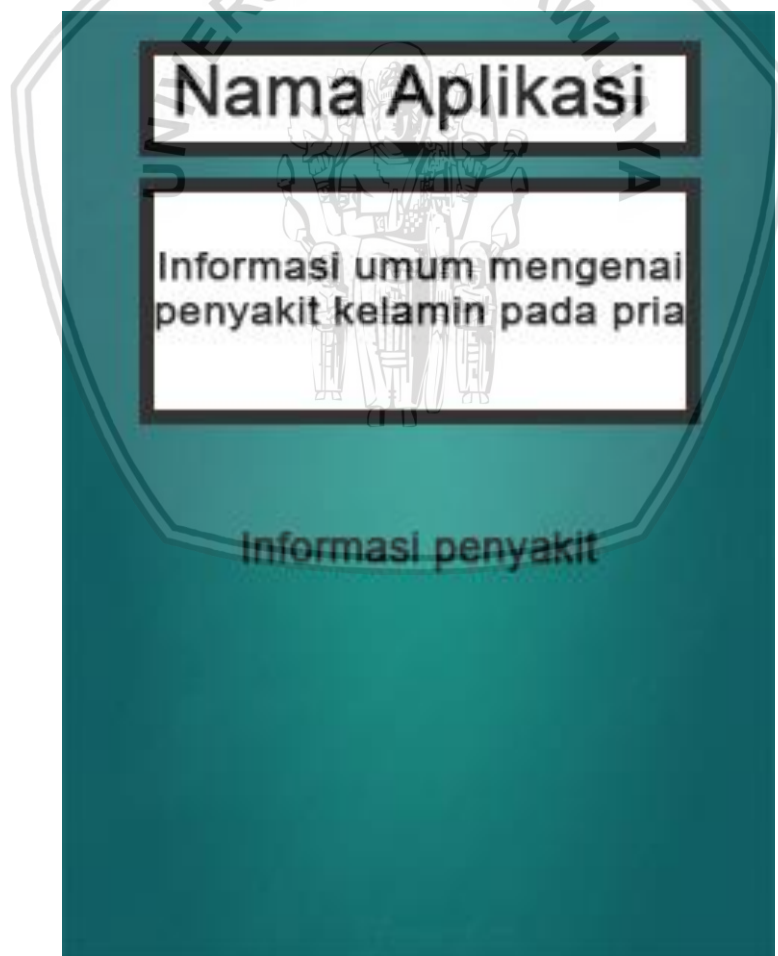 Nama Aplikasi
Informasi umum mengenai
penyakit kelamin pada pria
Informasi penyakit